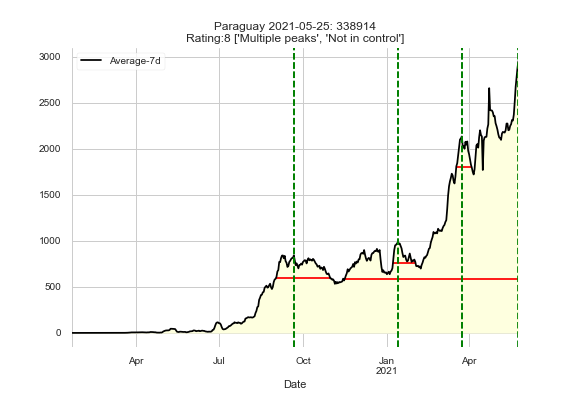 Paraguay 2021-05-25: 338914
Rating:8 ['Multiple peaks', 'Not in control']
Average-7d
3000
2500
2000
1500
1000
500
0
Apr
Jul
Oct
Jan
2021
Apr
Date